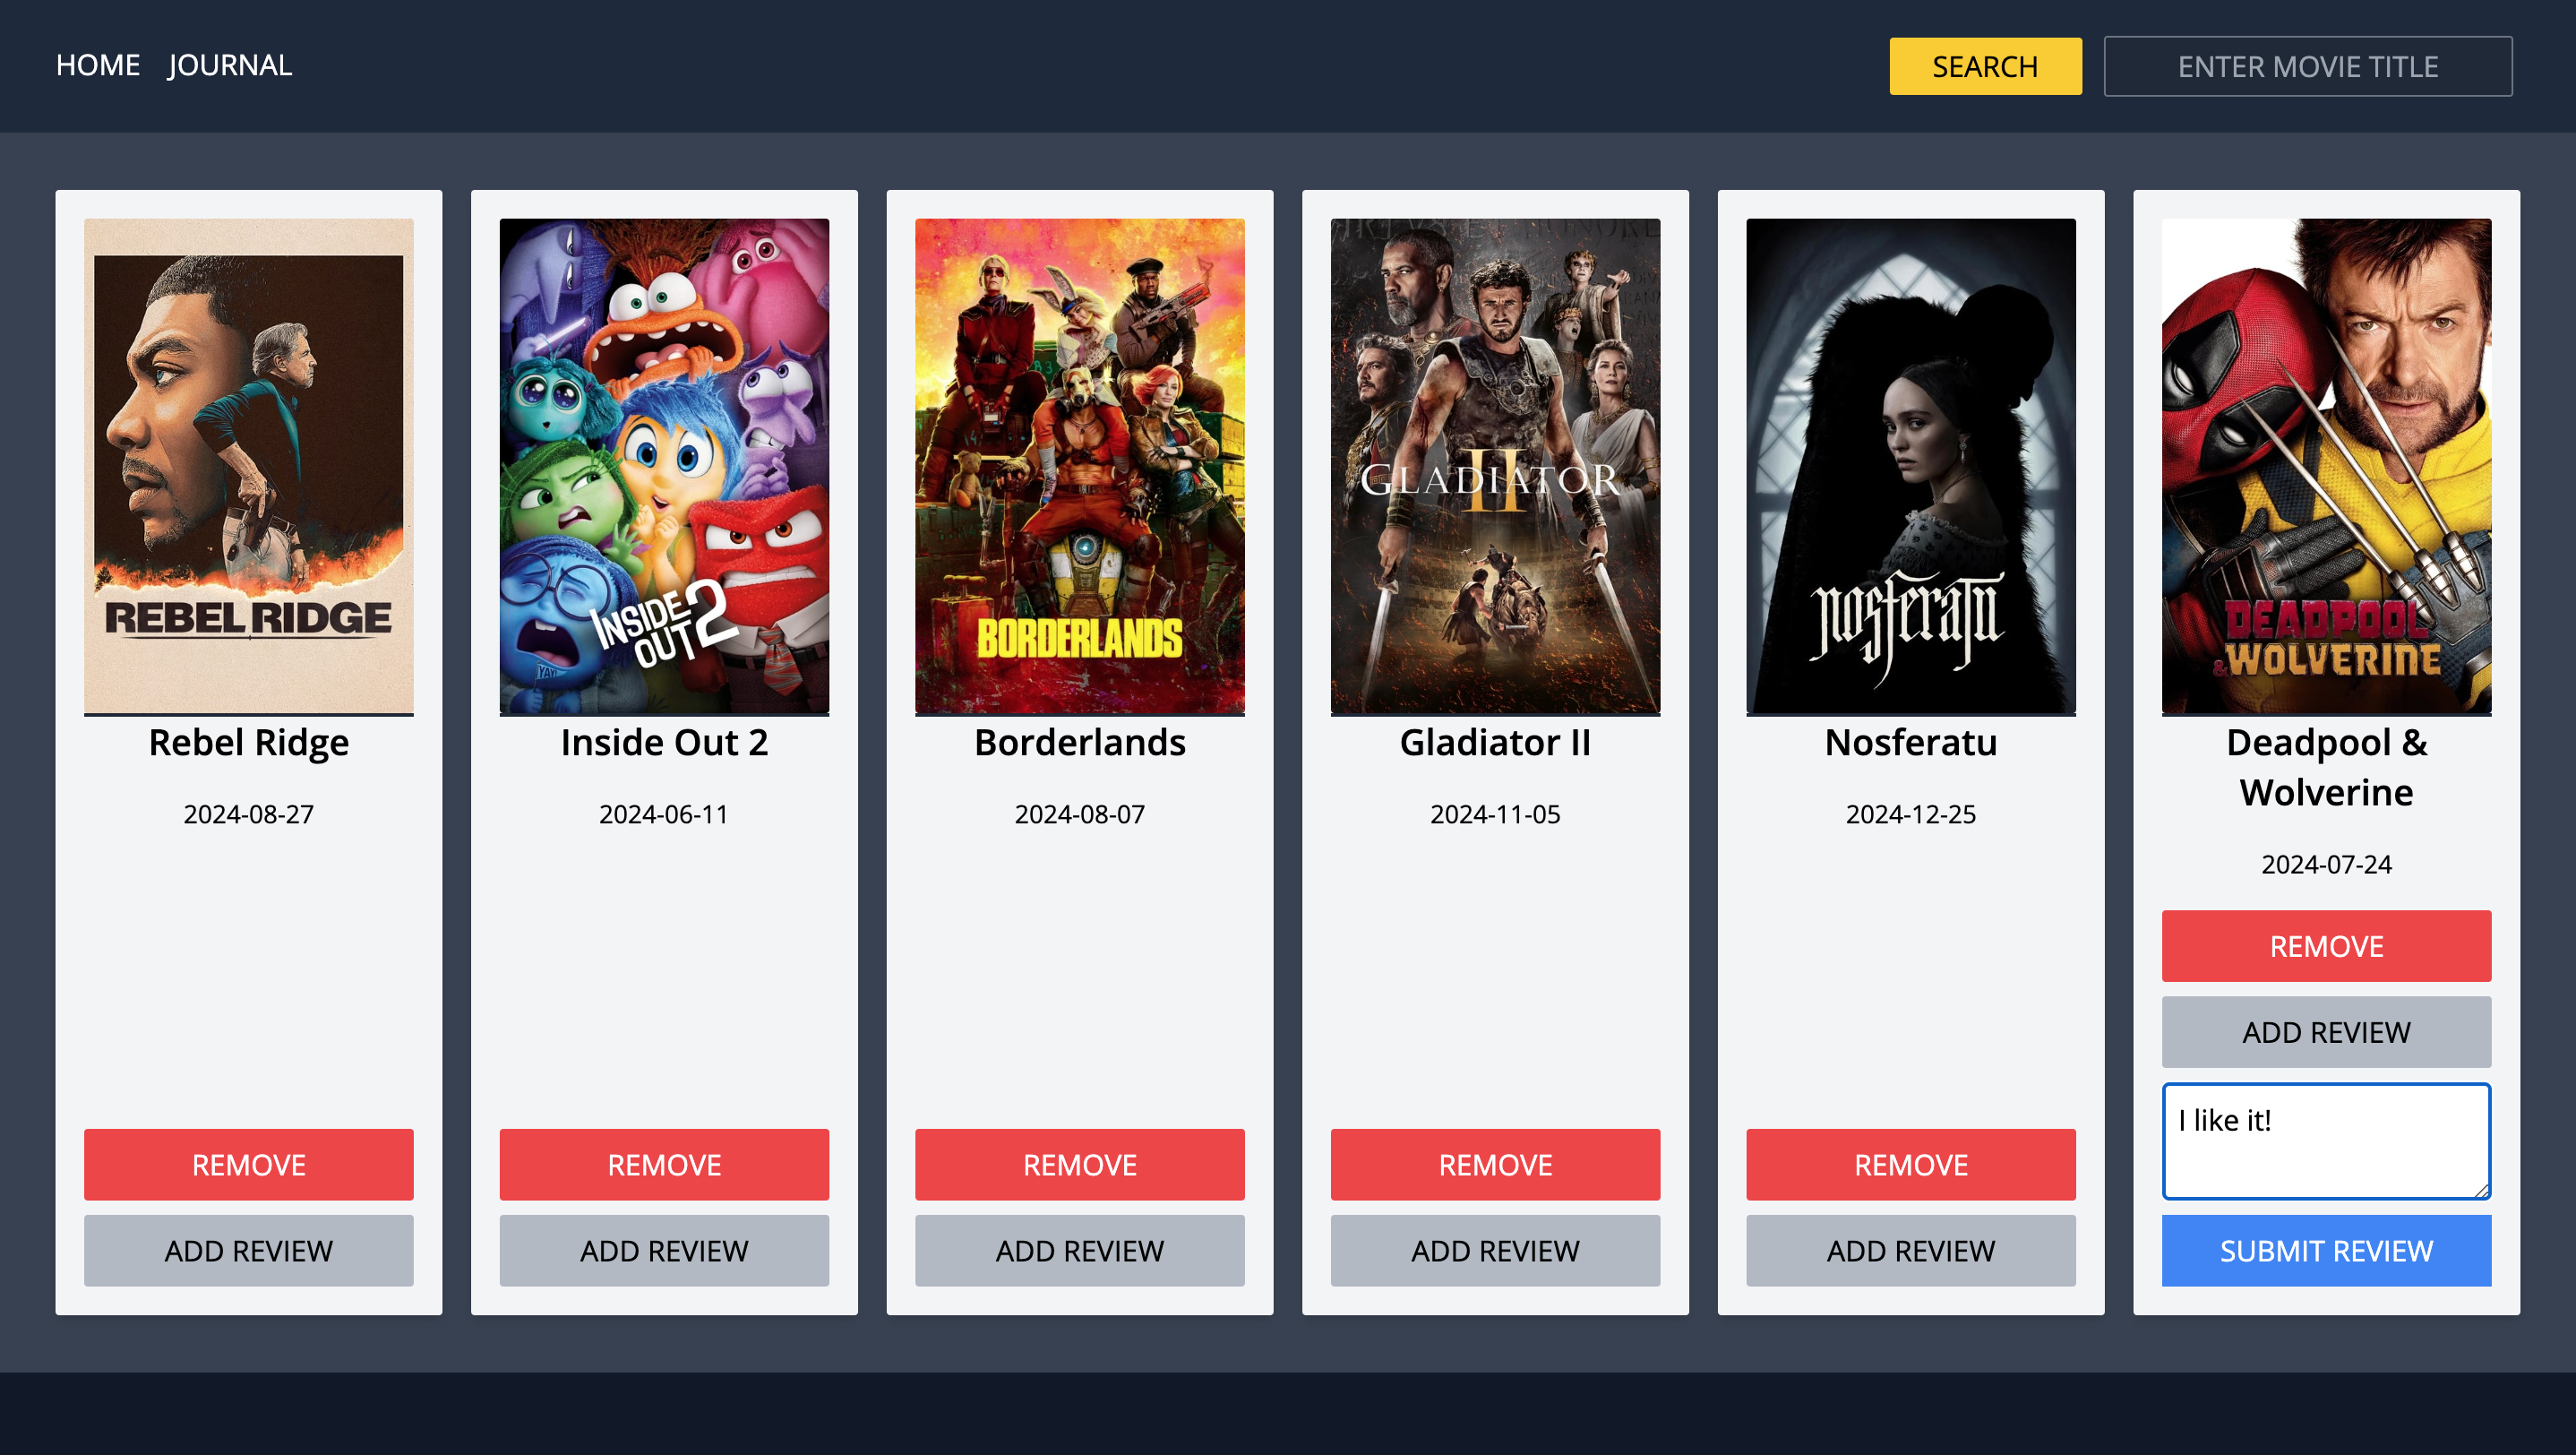 HOME JOURNAL SEARCH ENTER MOVIE TITLE
REBEL RIDGE
INSIDE
OUT 2
BORDERLANDS
GLADIATOR
II
nosferatu
DEADPOOL
&WOLVERINE
Rebel Ridge
2024-08-27
REMOVE
ADD REVIEW
Inside Out 2
2024-06-11
REMOVE
ADD REVIEW
Borderlands
2024-08-07
REMOVE
ADD REVIEW
Gladiator II
2024-11-05
REMOVE
ADD REVIEW
Nosferatu
2024-12-25
REMOVE
ADD REVIEW
Deadpool &
Wolverine
2024-07-24
REMOVE
ADD REVIEW
I like it!
SUBMIT REVIEW